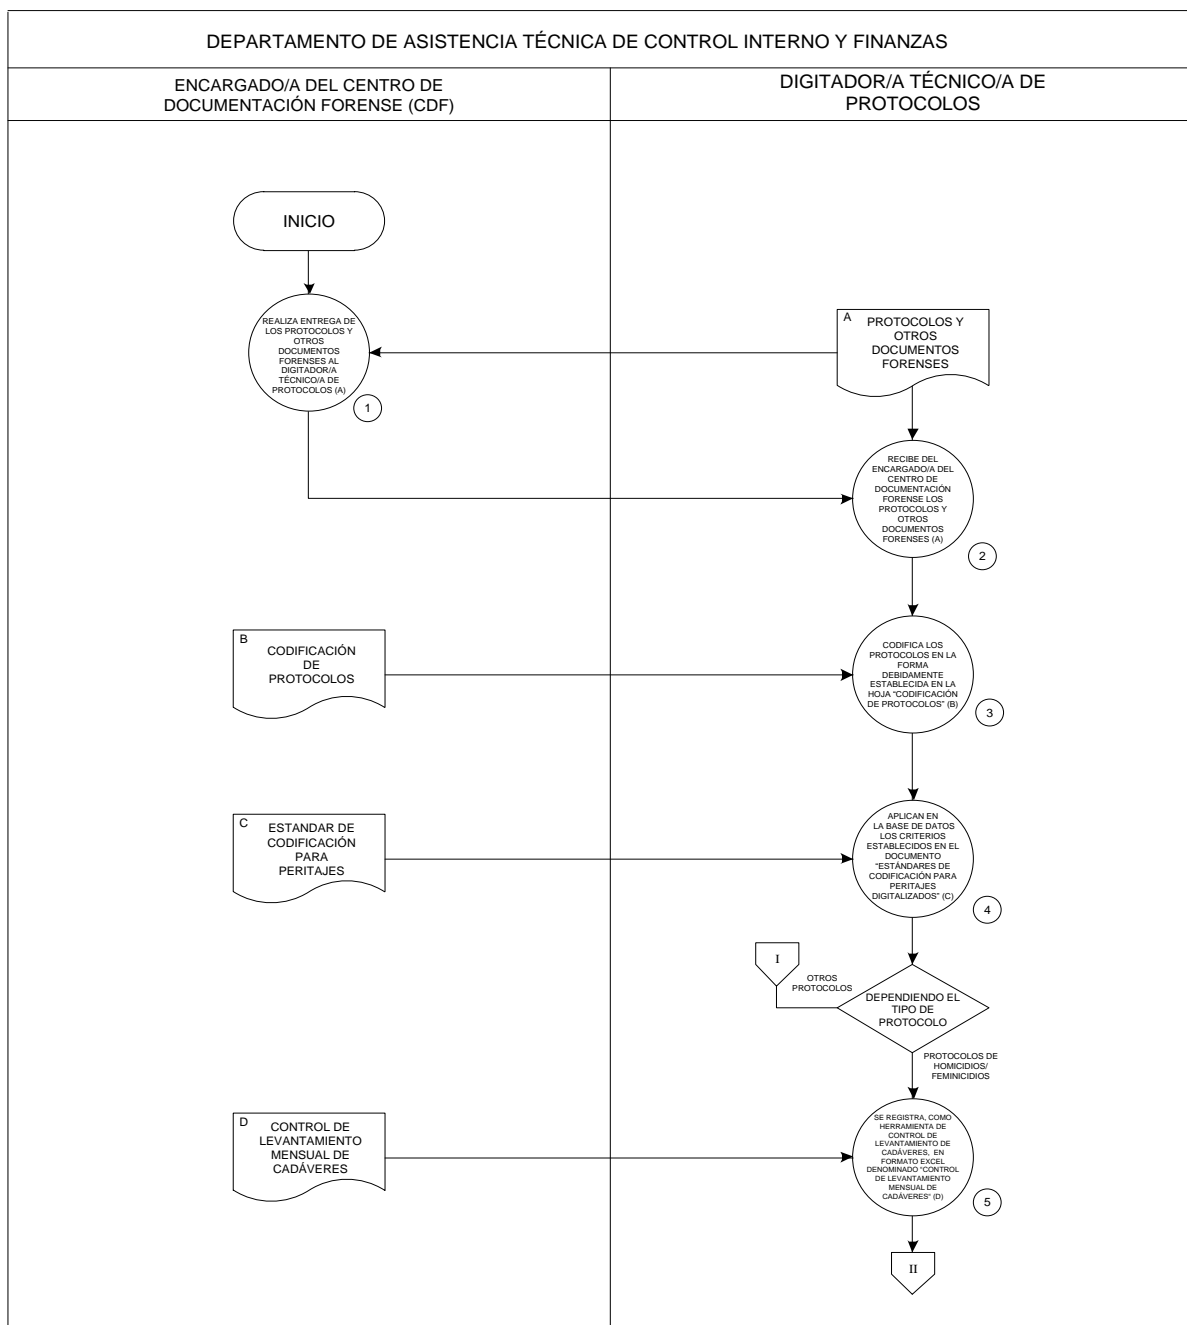 DEPARTAMENTO DE ASISTENCIA TÉCNICA DE CONTROL INTERNO Y FINANZAS
ENCARGADO/A DEL CENTRO DE
DOCUMENTACIÓN FORENSE (CDF)
DIGITADOR/A TÉCNICO/A DE
PROTOCOLOS
INICIO
REALIZA ENTREGA DE
LOS PROTOCOLOS Y
OTROS
DOCUMENTOS
FORENSES AL
DIGITADOR/A
TÉCNICO/A DE
PROTOCOLOS (A)
1
A
PROTOCOLOS Y
OTROS
DOCUMENTOS
FORENSES
RECIBE DEL
ENCARGADO/A DEL
CENTRO DE
DOCUMENTACIÓN
FORENSE LOS
PROTOCOLOS Y
OTROS
DOCUMENTOS
FORENSES (A)
2
B
CODIFICACIÓN
DE
PROTOCOLOS
CODIFICA LOS
PROTOCOLOS EN LA
FORMA
DEBIDAMENTE
ESTABLECIDA EN LA
HOJA “CODIFICACIÓN
DE PROTOCOLOS” (B)
3
C
ESTANDAR DE
CODIFICACIÓN
PARA
PERITAJES
APLICAN EN
LA BASE DE DATOS
LOS CRITERIOS
ESTABLECIDOS EN EL
DOCUMENTO
“ESTÁNDARES DE
CODIFICACIÓN PARA
PERITAJES
DIGITALIZADOS” (C)
4
I
OTROS
PROTOCOLOS
DEPENDIENDO EL
TIPO DE
PROTOCOLO
PROTOCOLOS DE
HOMICIDIOS/
FEMINICIDIOS
D
CONTROL DE
LEVANTAMIENTO
MENSUAL DE
CADÁVERES
SE REGISTRA, COMO
HERRAMIENTA DE
CONTROL DE
LEVANTAMIENTO DE
CADÁVERES, EN
FORMATO EXCEL
DENOMINADO “CONTROL
DE LEVANTAMIENTO
MENSUAL DE
CADÁVERES” (D)
5
II